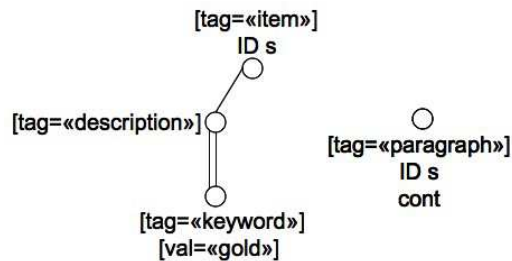 [tag=«item»]
ID s
[tag=«description»]
[tag=«keyword»]
[val=«gold»]
[tag=«paragraph»]
ID s
cont